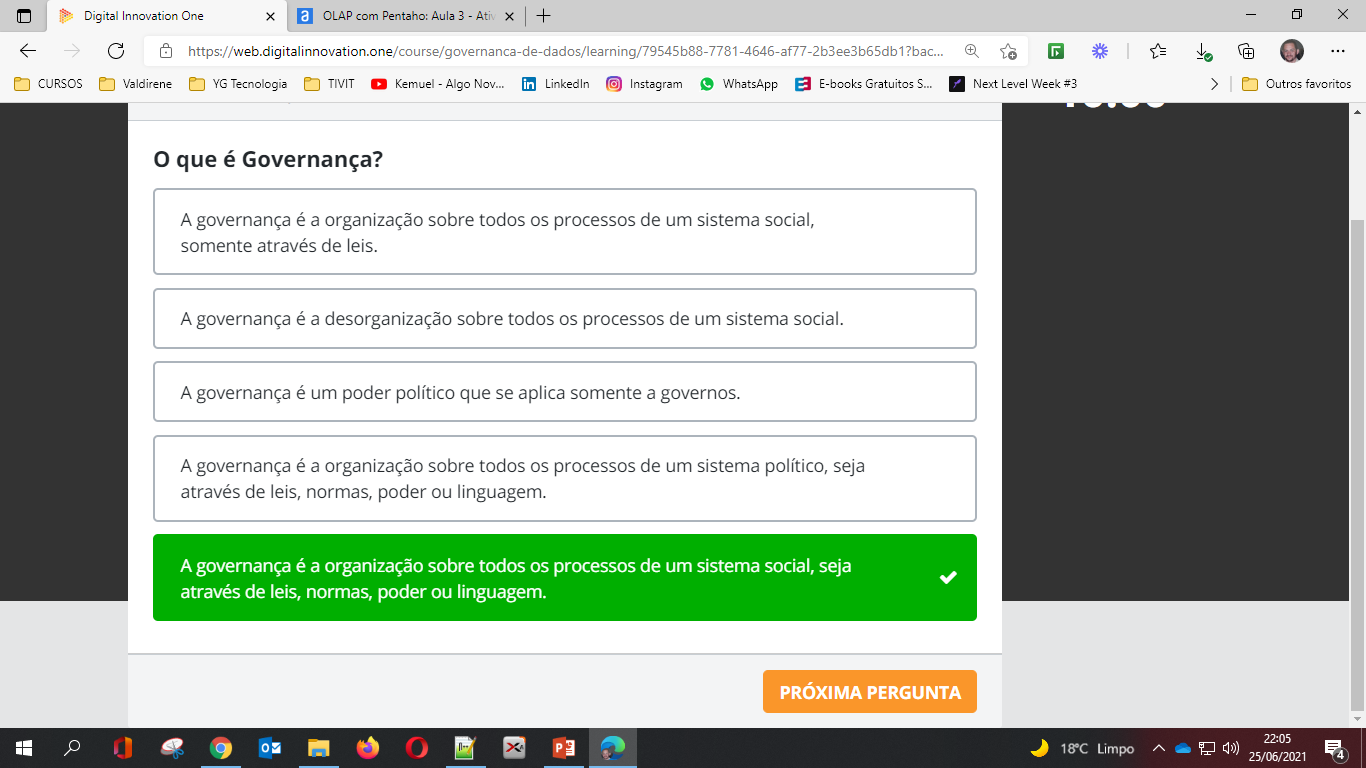 Digital Innovation One
OLAP com Pentaho: Aula 3 - Ativ
https://web.digitalinnovation.one/course/governanca-de-dados/learning/79545b88-7781-4646-af77-2b3ee3b65db1?bac...
CURSOS
Valdirene
YG Tecnologia
TIVIT
Kemuel - Algo Nov...
LinkedIn
Instagram
WhatsApp
E-books Gratuitos S...
Next Level Week #3
Outros favoritos
O que é Governança?
A governança é a organização sobre todos os processos de um sistema social,
somente através de leis.
A governança é a desorganização sobre todos os processos de um sistema social.
A governança é um poder político que se aplica somente a governos.
A governança é a organização sobre todos os processos de um sistema político, seja
através de leis, normas, poder ou linguagem.
A governança é a organização sobre todos os processos de um sistema social, seja
através de leis, normas, poder ou linguagem.
PRÓXIMA PERGUNTA
18°C Limpo
22:05
25/06/2021
4